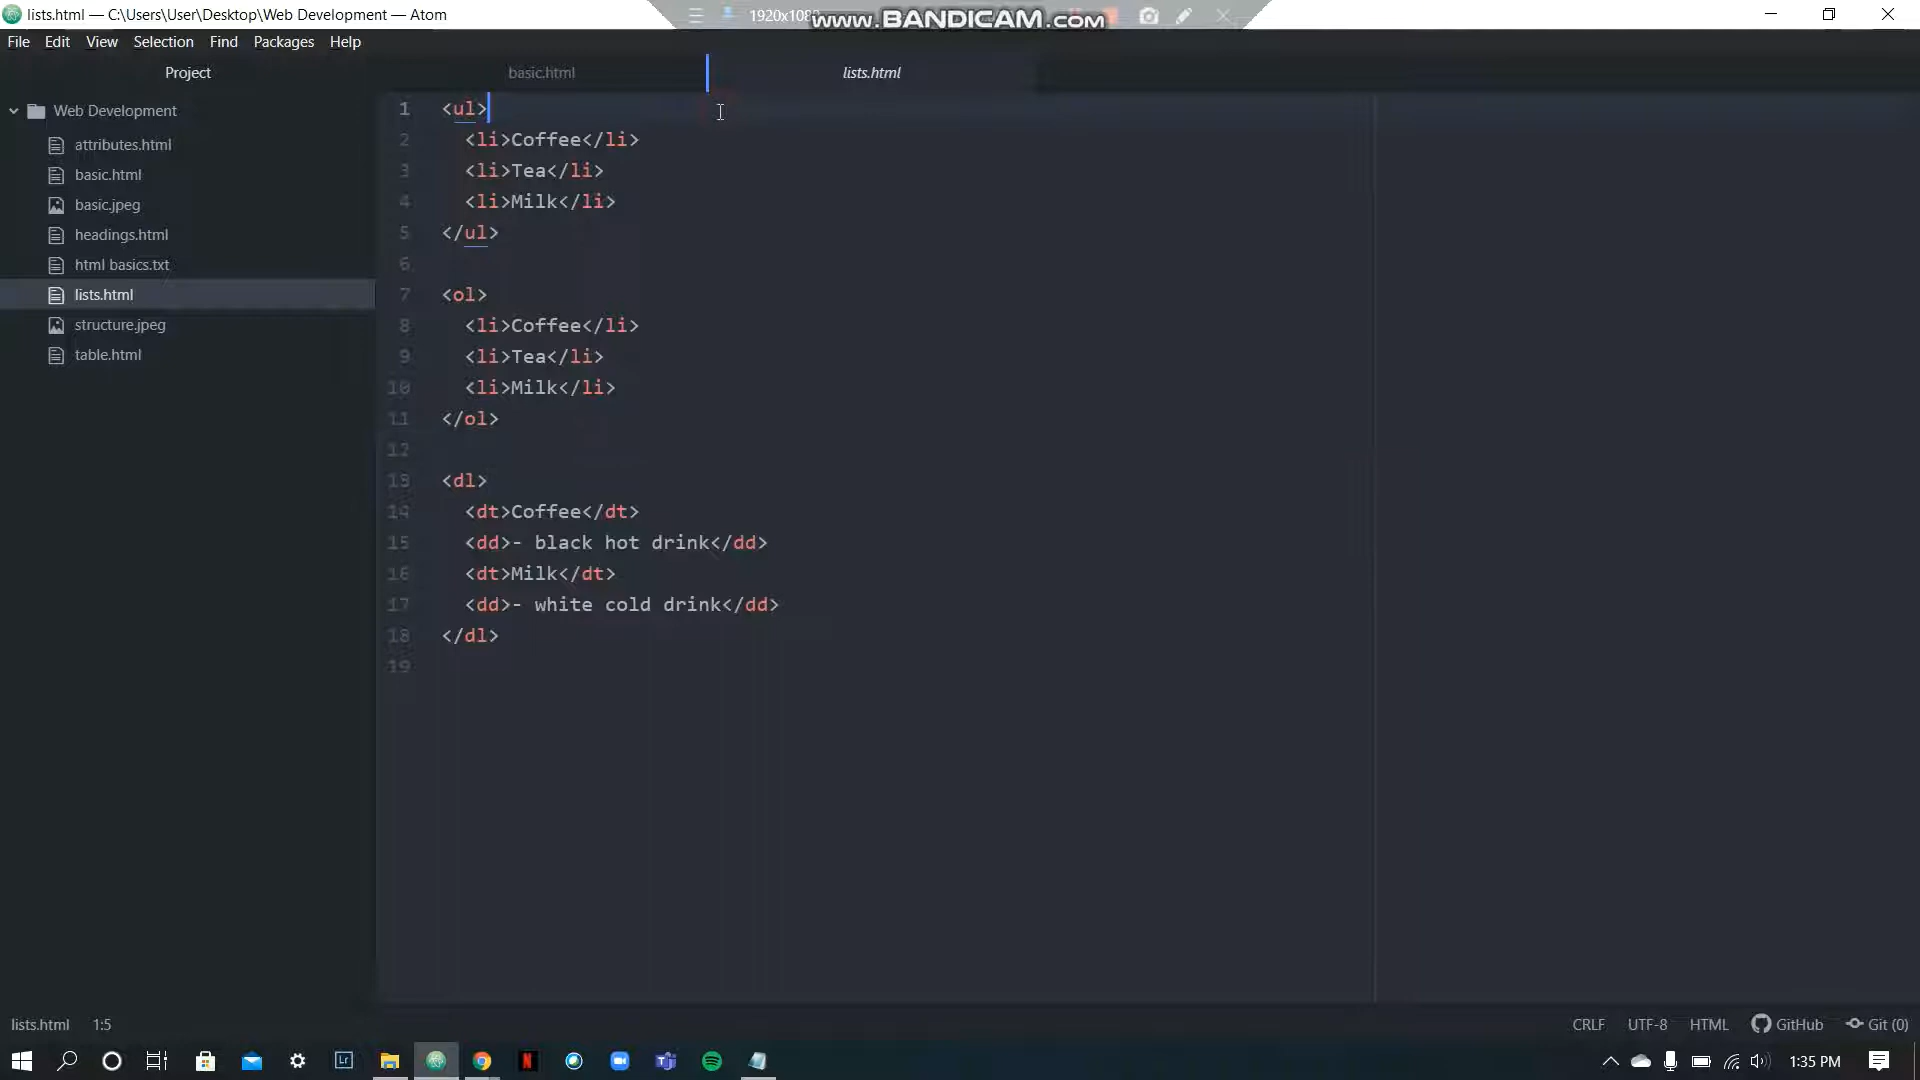 lists.html — C:\Users\User\Desktop\Web Development — Atom
www.BANDICAM.com
File Edit View Selection Find Packages Help
Project
basic.html
lists.html
Web Development
attributes.html
basic.html
basic.jpeg
headings.html
html basics.txt
lists.html
structure.jpeg
table.html
1 <ul>
2 <li>Coffee</li>
3 <li>Tea</li>
4 <li>Milk</li>
5 </ul>
6
7 <ol>
8 <li>Coffee</li>
9 <li>Tea</li>
10 <li>Milk</li>
11 </ol>
12
13 <dl>
14 <dt>Coffee</dt>
15 <dd>- black hot drink</dd>
16 <dt>Milk</dt>
17 <dd>- white cold drink</dd>
18 </dl>
19
lists.html 1:5
CRLF UTF-8 HTML GitHub Git (0)
Lr
N
1:35 PM